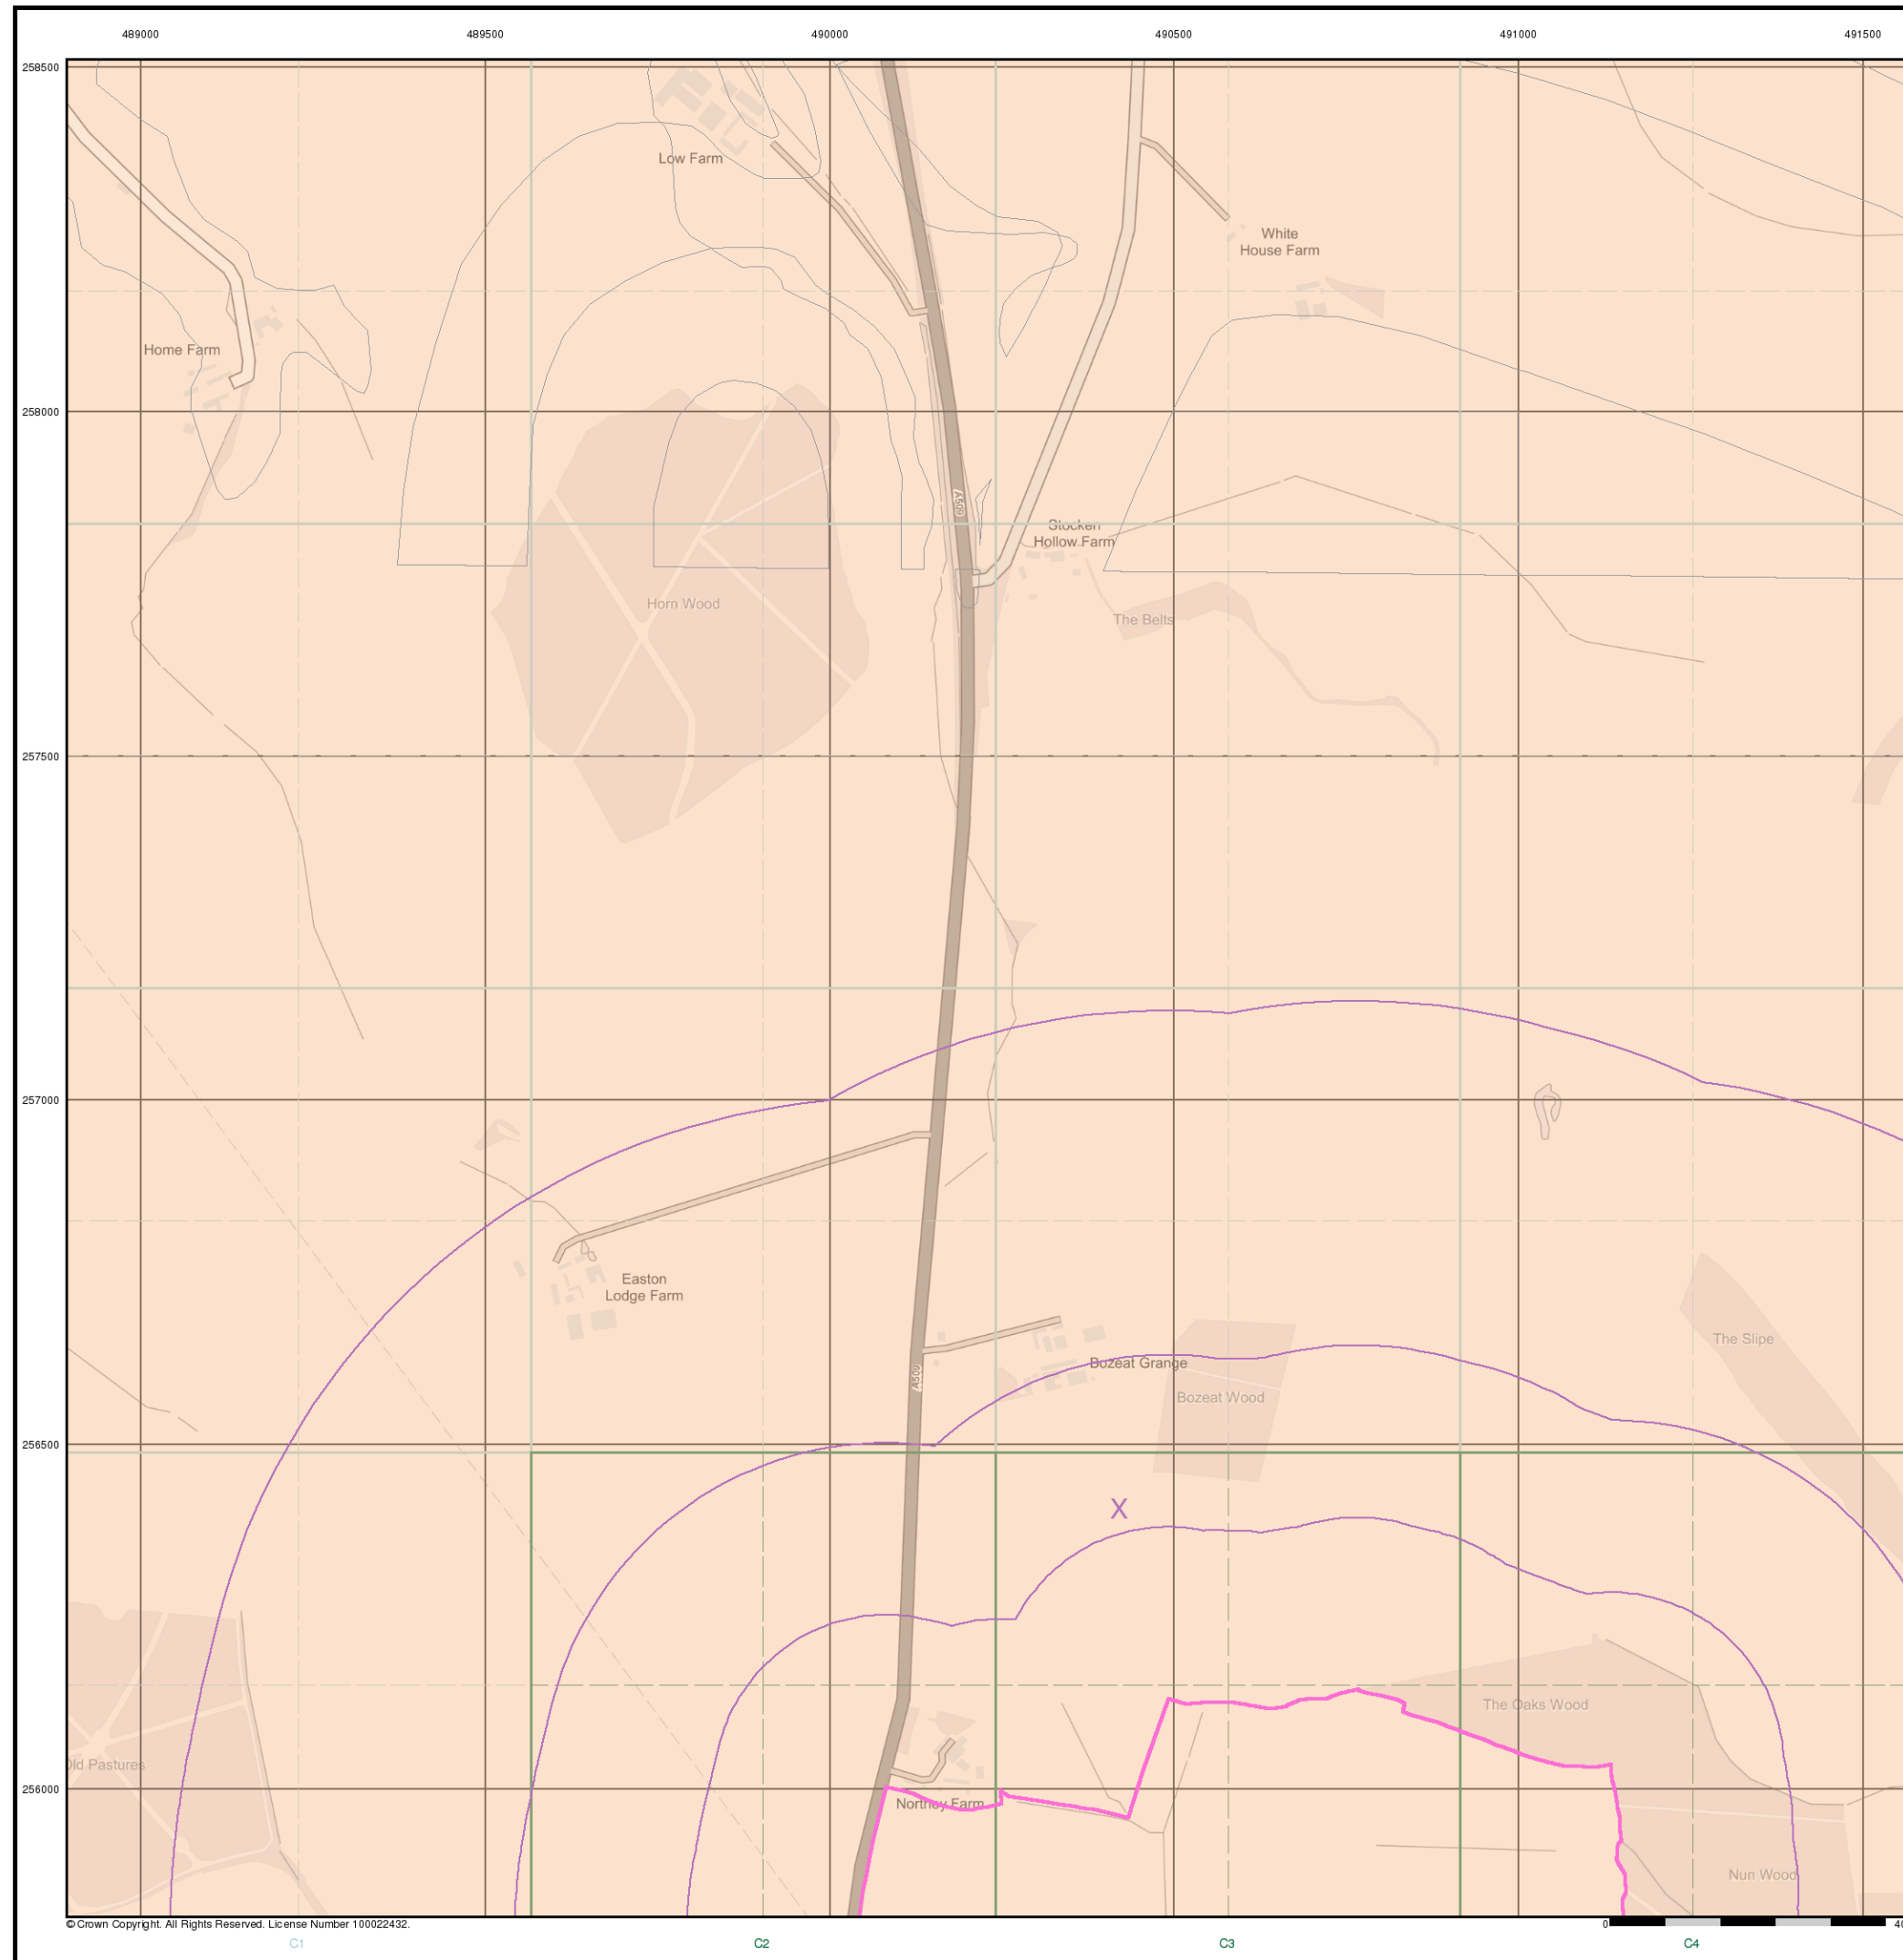 489000 489500 490000 490500 491000 491500
258500
Low Farm
White
House Farm
Home Farm
258000
A509
Stocken
Hollow Farm
Horn Wood
The Belts
257500
257000
Easton
Lodge Farm
The Slipe
Bozeat Grange
A509
Bozeat Wood
256500
X
The Oaks Wood
Old Pastures
256000
Northey Farm
Nun Wood
© Crown Copyright. All Rights Reserved. License Number 100022432.
0
C1 C2 C3 C4